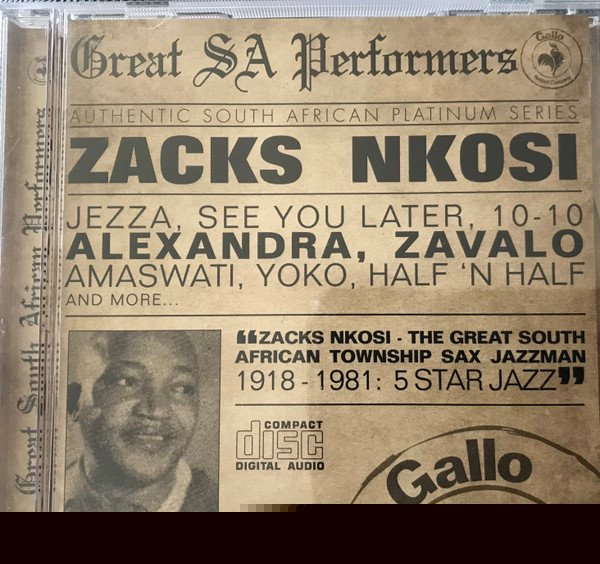 Great SA Performers
Gallo
Record Company
AUTHENTIC SOUTH AFRICAN PLATINUM SERIES
ZACKS NKOSI
JEZZA, SEE YOU LATER, 10-10
ALEXANDRA, ZAVALO
AMASWATI, YOKO, HALF 'N HALF
AND MORE...
"ZACKS NKOSI - THE GREAT SOUTH
AFRICAN TOWNSHIP SAX JAZZMAN
1918 - 1981: 5 STAR JAZZ"
COMPACT
disc
DIGITAL AUDIO
Gallo
Great South African Performers